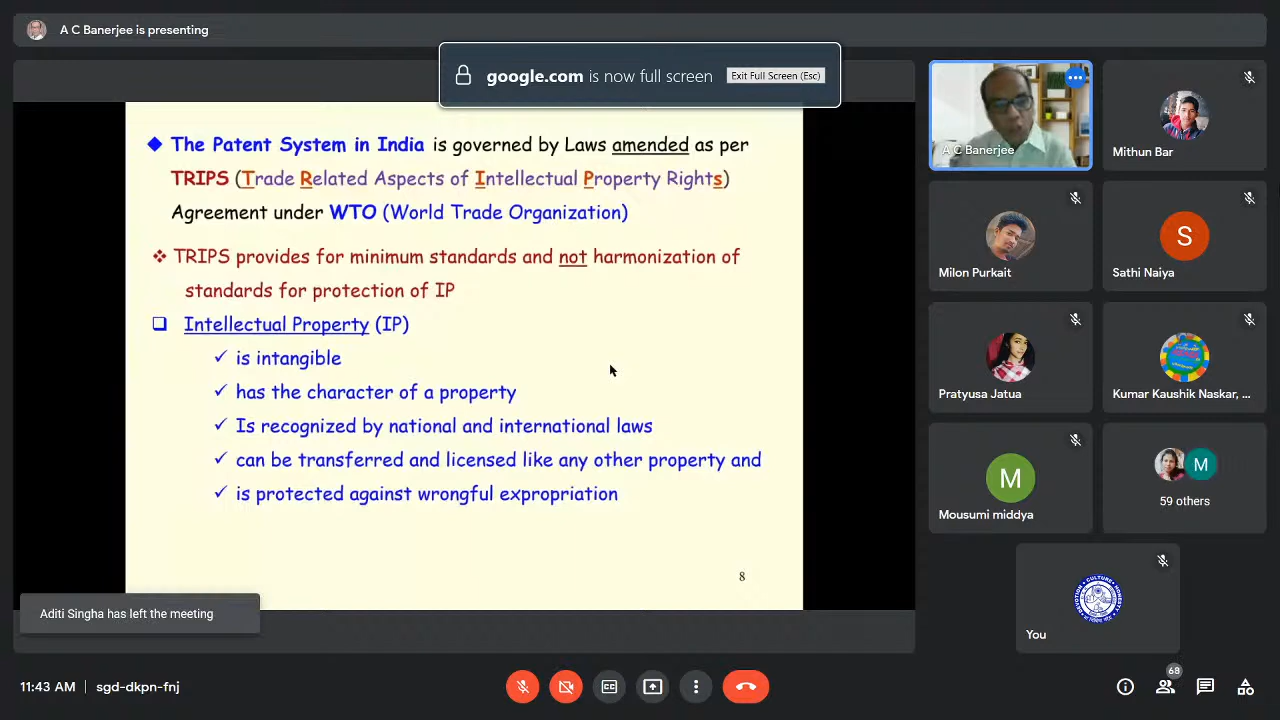 A C Banerjee is presenting
google.com is now full screen Exit Full Screen (Esc)
The Patent System in India is governed by Laws amended as per
TRIPS (Trade Related Aspects of Intellectual Property Rights)
Agreement under WTO (World Trade Organization)
TRIPS provides for minimum standards and not harmonization of
standards for protection of IP
Intellectual Property (IP)
is intangible
has the character of a property
Is recognized by national and international laws
can be transferred and licensed like any other property and
is protected against wrongful expropriation
8
Aditi Singha has left the meeting
A C Banerjee
Mithun Bar
Milon Purkait
S
Sathi Naiya
Pratyusa Jatua
Kumar Kaushik Naskar, ...
M
Mousumi middya
M
59 others
You
11:43 AM | sgd-dkpn-fnj
68